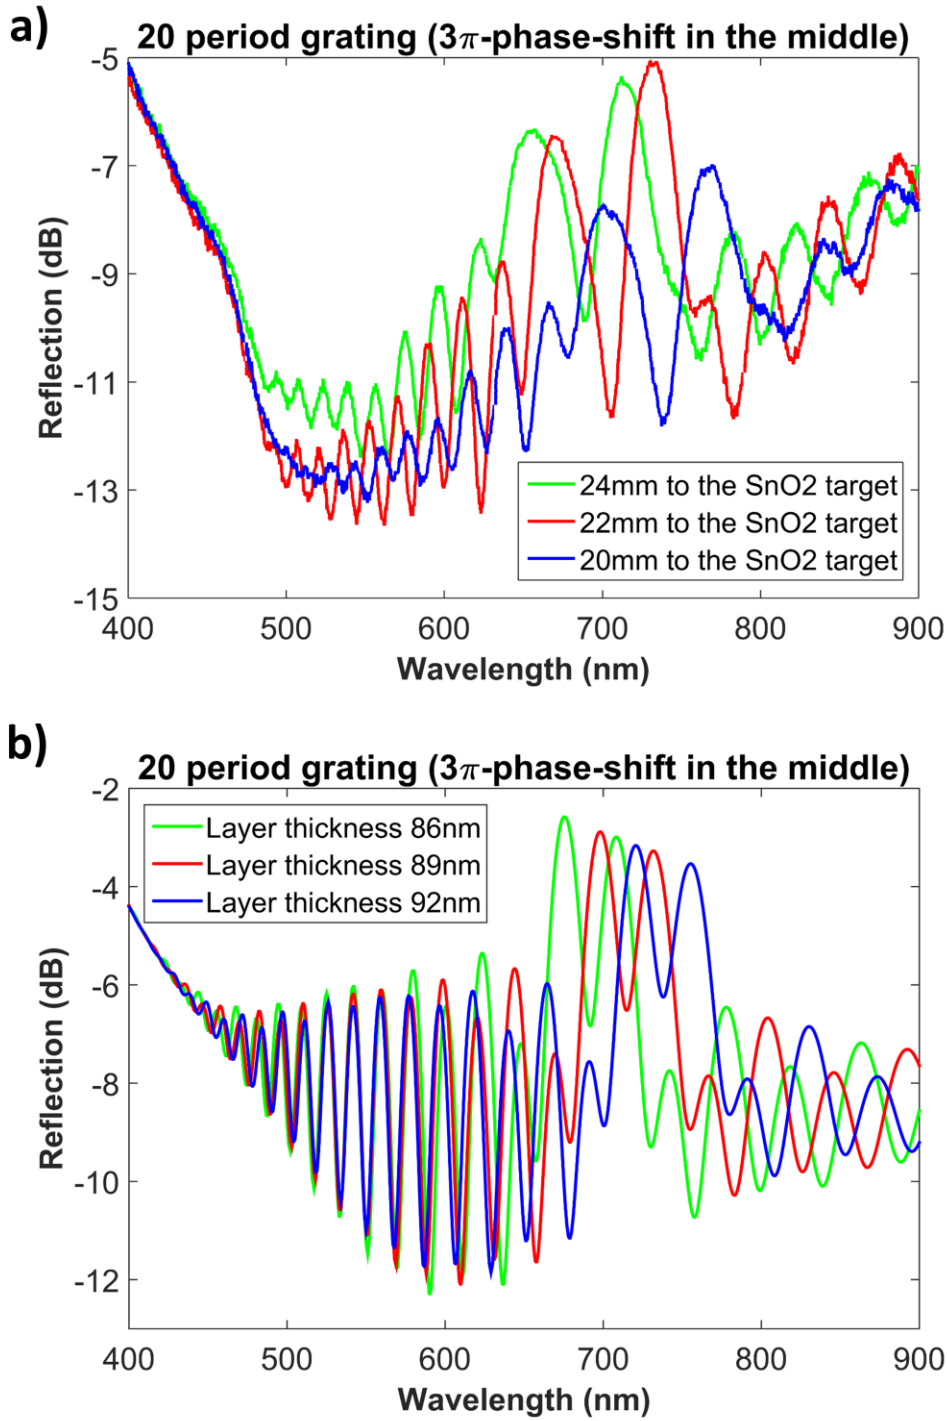 a)
20 period grating (3π-phase-shift in the middle)
-5
-7
-9
-11
-13
-15
Reflection (dB)
24mm to the SnO2 target
22mm to the SnO2 target
20mm to the SnO2 target
400 500 600 700 800 900
Wavelength (nm)
b)
20 period grating (3π-phase-shift in the middle)
-2
-4
-6
-8
-10
-12
Reflection (dB)
Layer thickness 86nm
Layer thickness 89nm
Layer thickness 92nm
400 500 600 700 800 900
Wavelength (nm)